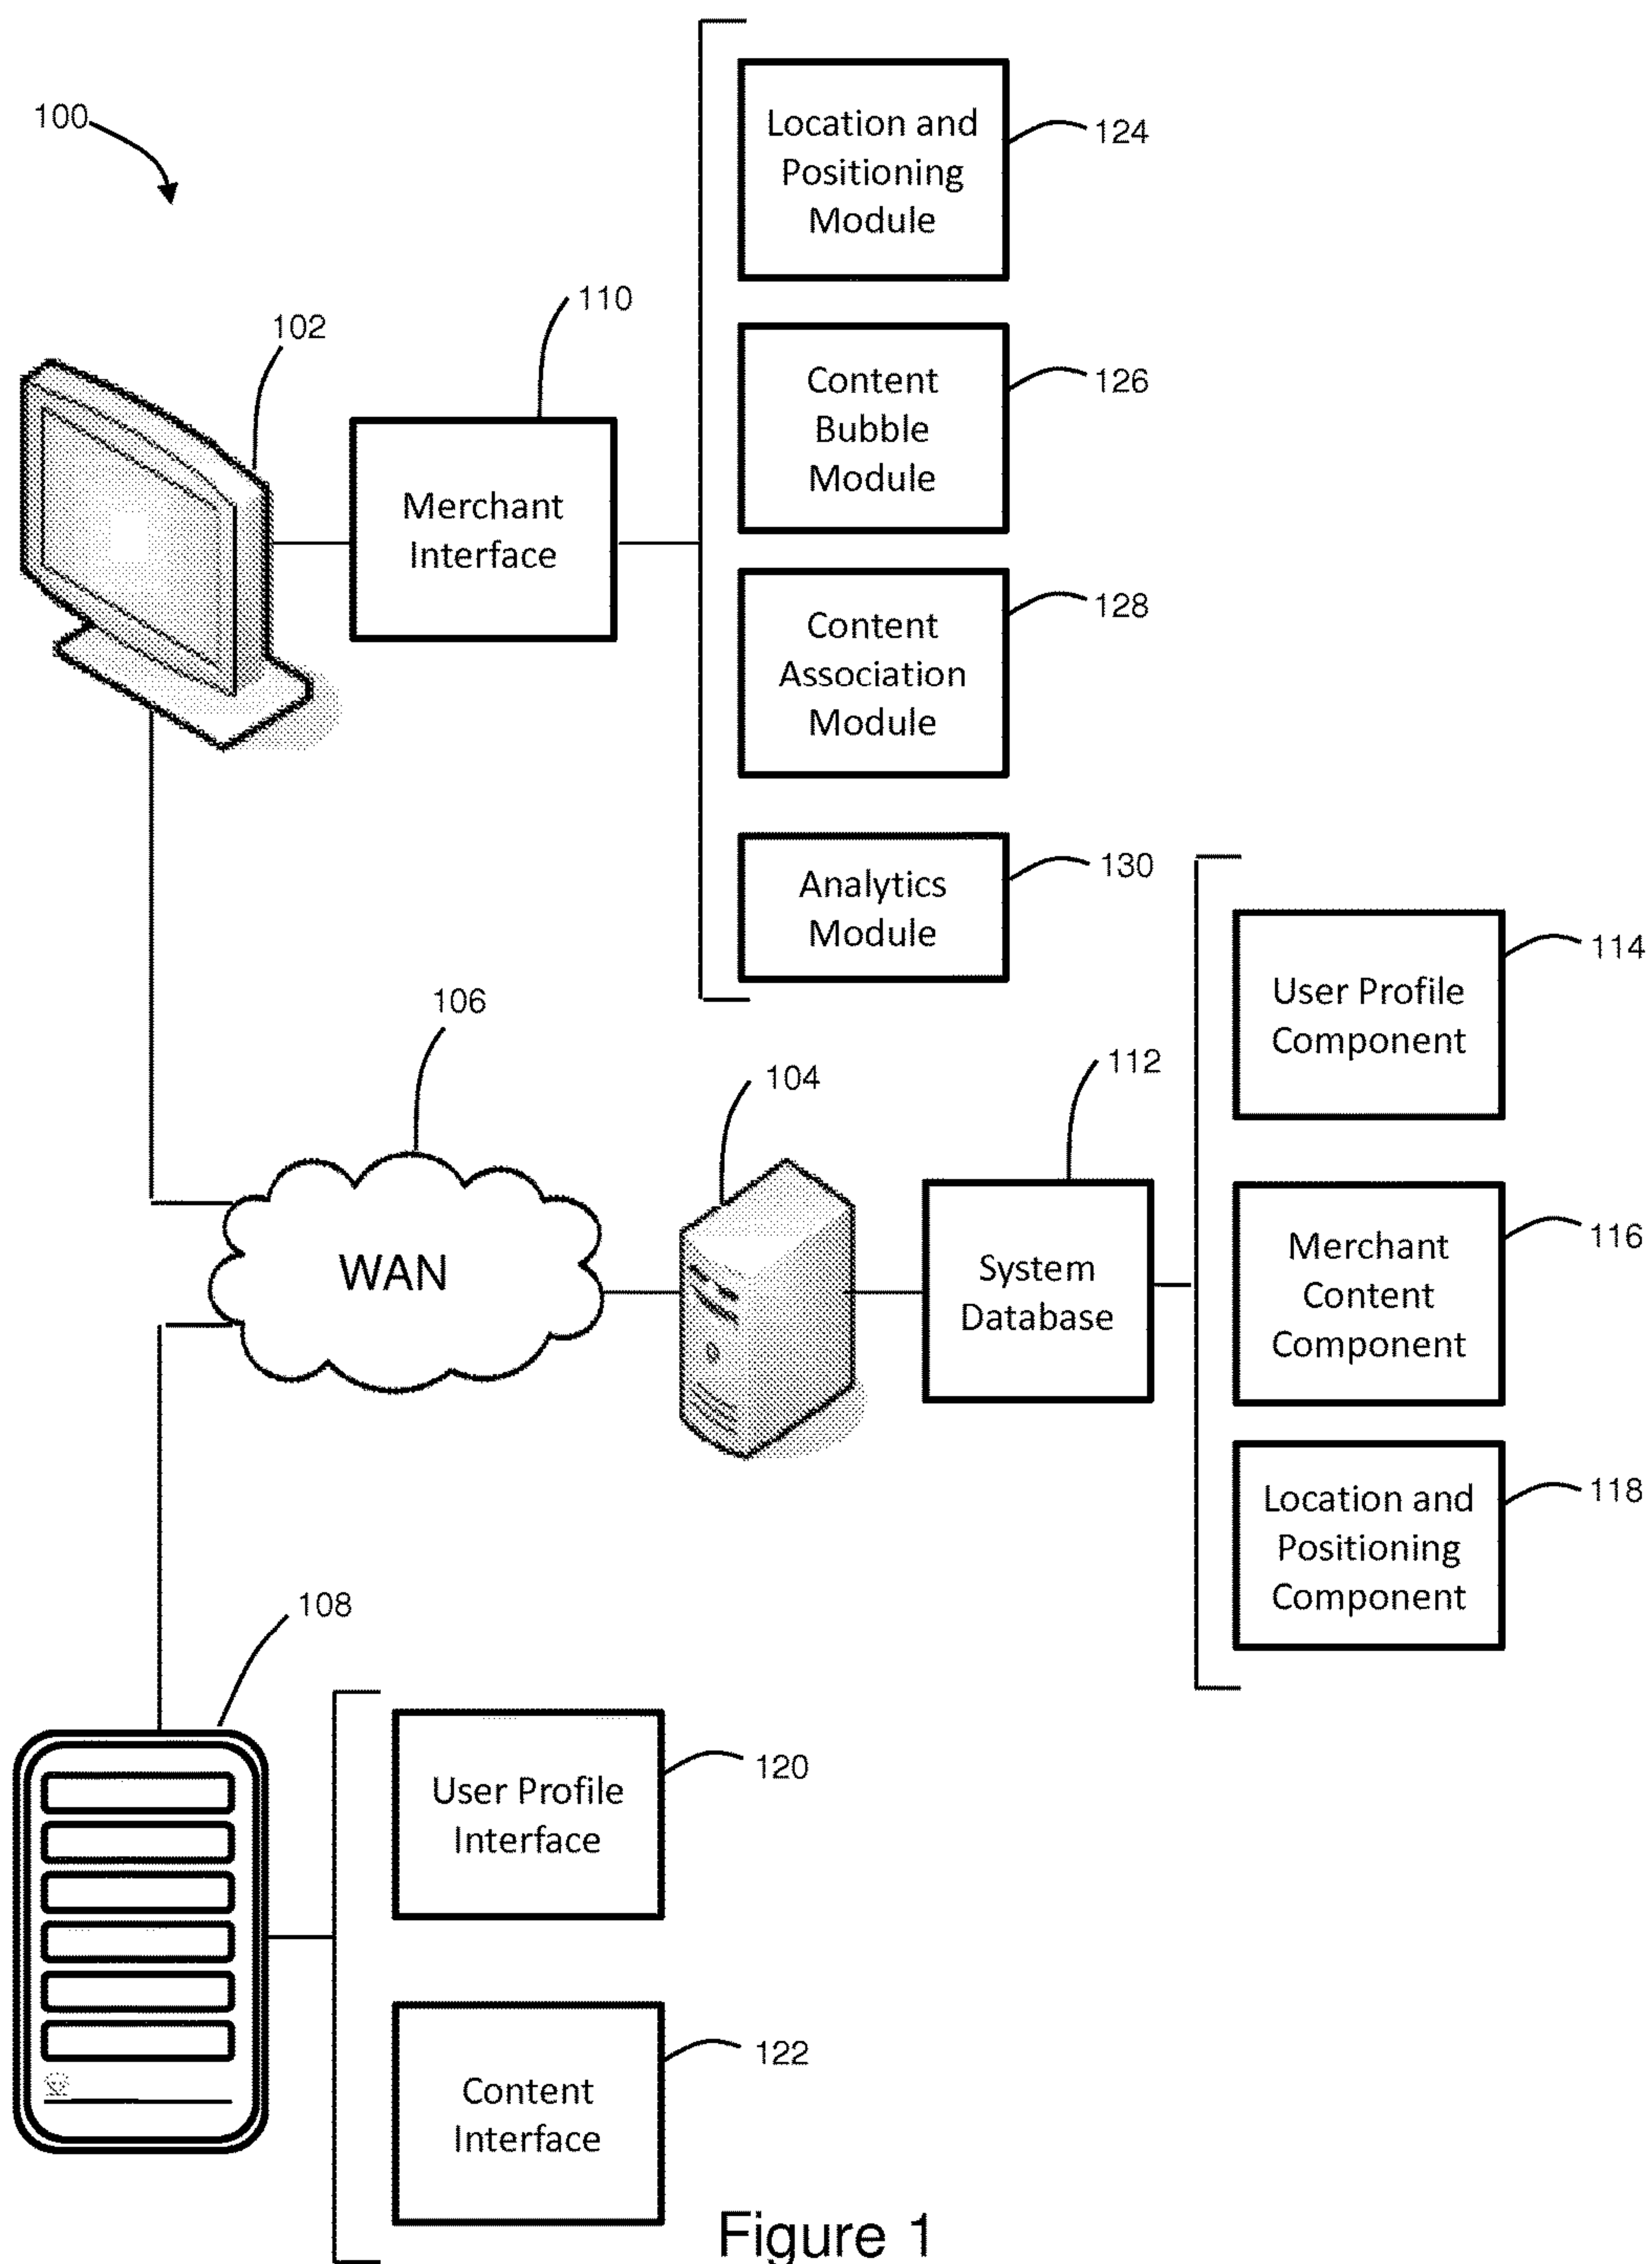 100
102
110
Merchant
Interface
Location and
Positioning
Module
124
Content
Bubble
Module
126
Content
Association
Module
128
Analytics
Module
130
106
WAN
104
112
System
Database
User Profile
Component
114
Merchant
Content
Component
116
Location and
Positioning
Component
118
108
User Profile
Interface
120
Content
Interface
122
Figure 1